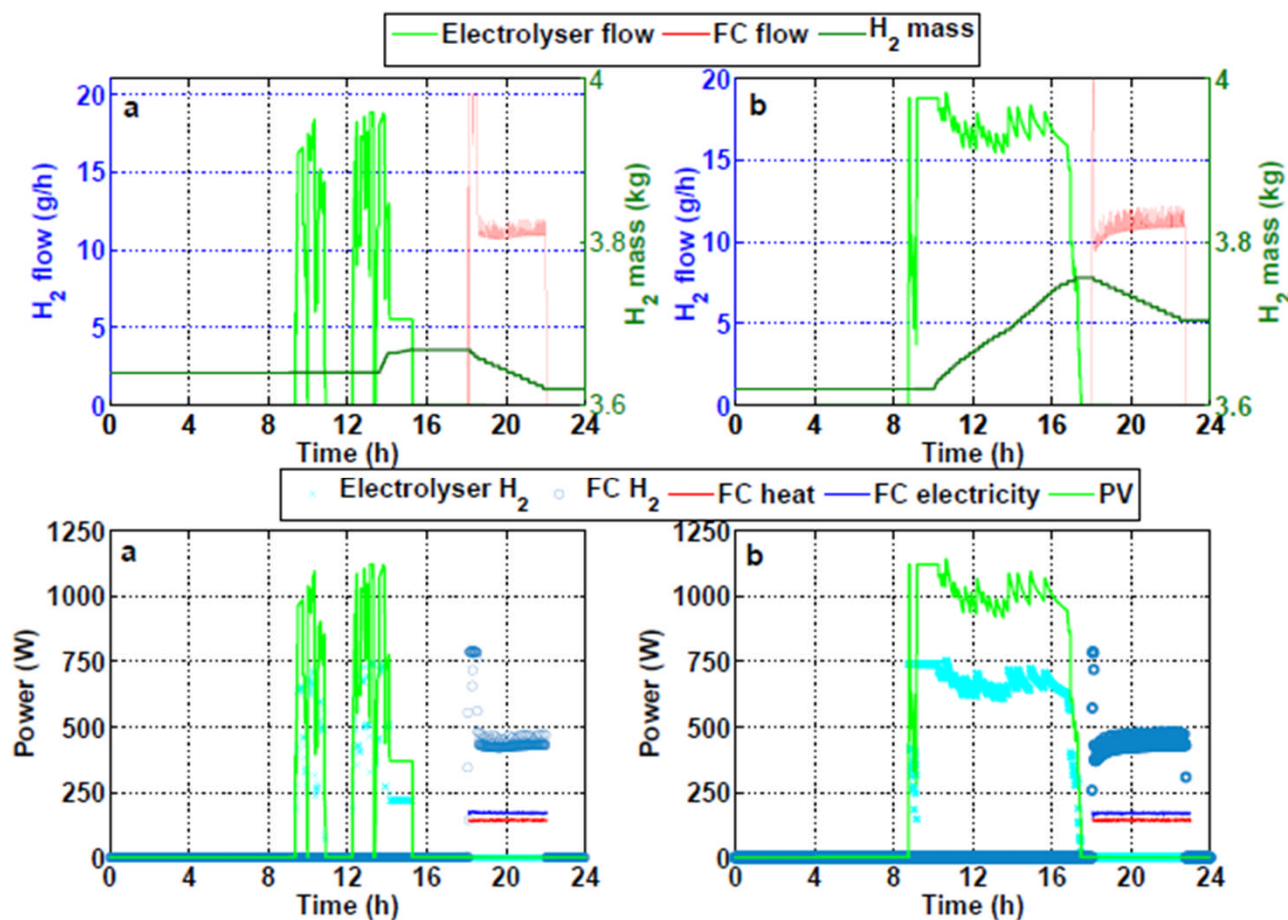 Electrolyser flow FC flow H₂ mass
a
20
15
10
5
0
H₂ flow (g/h)
4
3.8
3.6
H₂ mass (kg)
0 4 8 12 16 20 24
Time (h)
b
20
15
10
5
0
H₂ flow (g/h)
4
3.8
3.6
H₂ mass (kg)
0 4 8 12 16 20 24
Time (h)
Electrolyser H₂ FC H₂ FC heat FC electricity PV
a
1250
1000
750
500
250
0
Power (W)
0 4 8 12 16 20 24
Time (h)
b
1250
1000
750
500
250
0
Power (W)
0 4 8 12 16 20 24
Time (h)